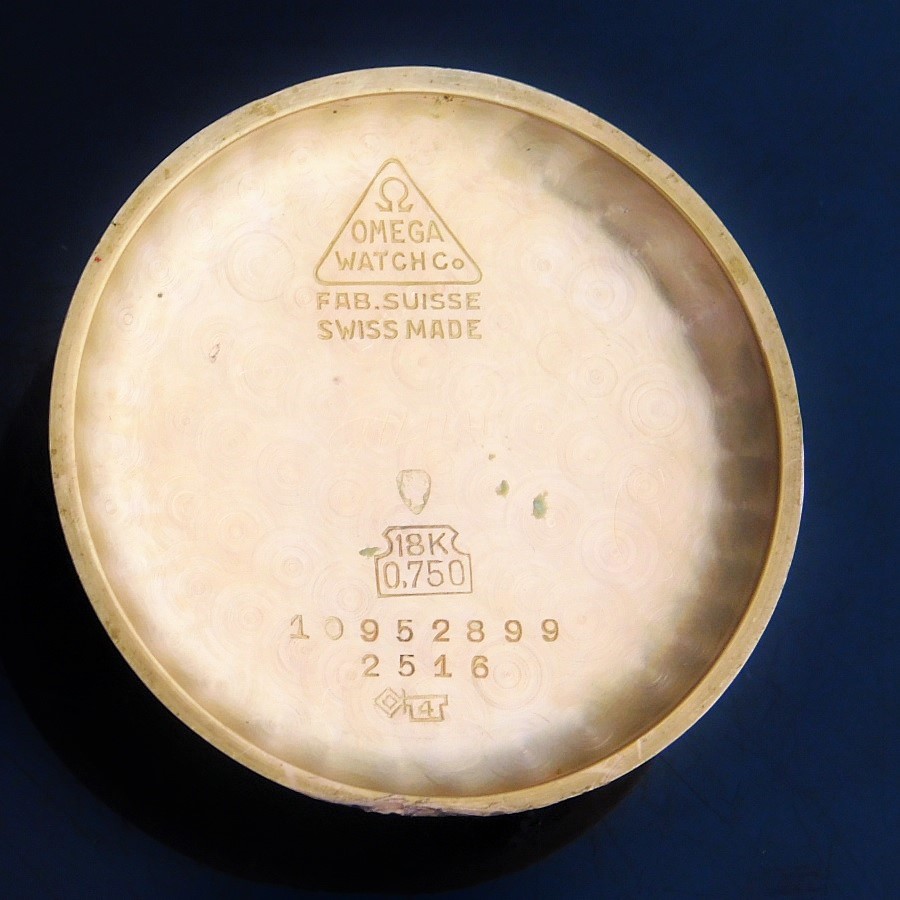 Ω
OMEGA
WATCH Co
FAB. SUISSE
SWISS MADE
18K
0,750
10952899
2516
4